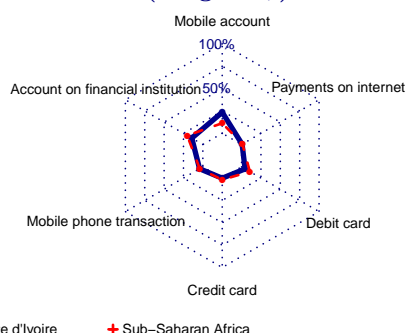 Mobile account
100%
Account on financial institution 50% Payments on internet
Mobile phone transaction
Debit card
Credit card
e d'Ivoire Sub−Saharan Africa